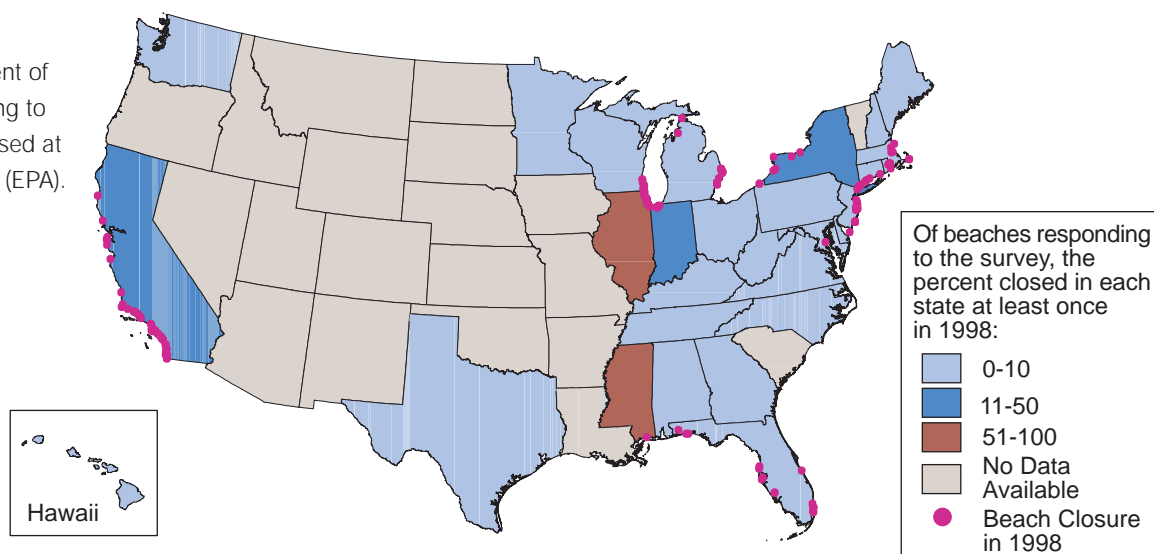 ent of
ng to
sed at
(EPA).
Hawaii
Of beaches responding
to the survey, the
percent closed in each
state at least once
in 1998:
0-10
11-50
51-100
No Data
Available
Beach Closure
in 1998